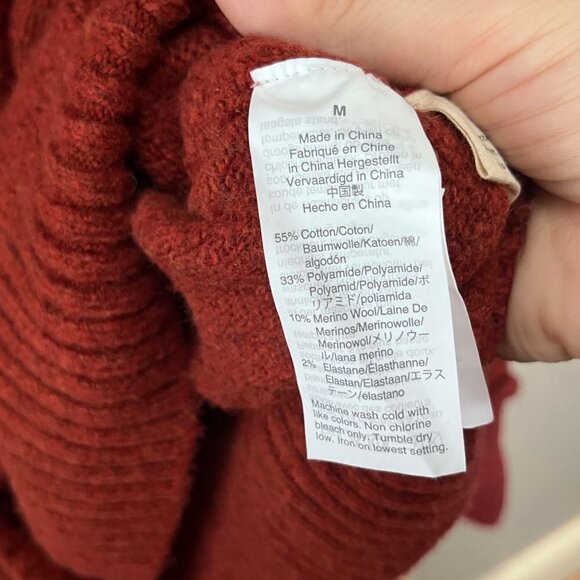 M
Made in China
Fabriqué en Chine
in China Hergestellt
Vervaardigd in China
中国製
Hecho en China
55% Cotton/Coton/
Baumwolle/Katoen/綿/
algodón
33% Polyamide/Polyamide/
Polyamid/Polyamide/ポ
リアミド/poliamida
10% Merino Wool/Laine De
Merinos/Merinowolle/
Merinowol/メリノウー
ル/lana merino
2% Elastane/Élasthanne/
Elastan/Elastaan/エラス
テーン/elastano
Machine wash cold with
like colors. Non chlorine
bleach only. Tumble dry
low. Iron on lowest setting.